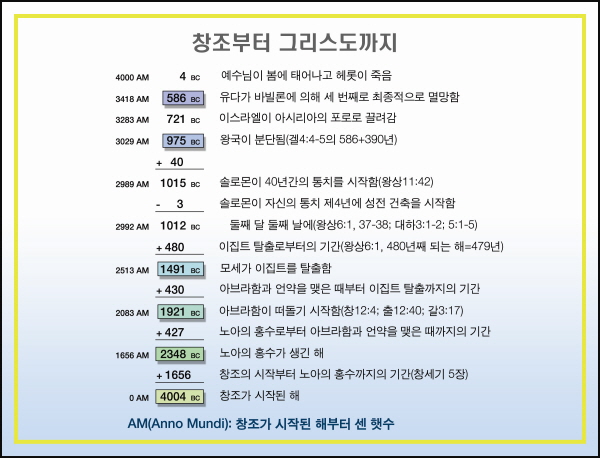 창조부터 그리스도까지
4000 AM 4 BC 예수님이 봄에 태어나고 헤롯이 죽음
3418 AM 586 BC 유다가 바빌론에 의해 세 번째로 최종적으로 멸망함
3283 AM 721 BC 이스라엘이 아시리아의 포로로 끌려감
3029 AM 975 BC 왕국이 분단됨(겔4:4-5의 586+390년)
+ 40
2989 AM 1015 BC 솔로몬이 40년간의 통치를 시작함(왕상11:42)
- 3 솔로몬이 자신의 통치 제4년에 성전 건축을 시작함
2992 AM 1012 BC 둘째 달 둘째 날에(왕상6:1, 37-38; 대하3:1-2; 5:1-5)
+ 480 이집트 탈출로부터의 기간(왕상6:1, 480년째 되는 해=479년)
2513 AM 1491 BC 모세가 이집트를 탈출함
+ 430 아브라함과 언약을 맺은 때부터 이집트 탈출까지의 기간
2083 AM 1921 BC 아브라함이 떠돌기 시작함(창12:4; 출12:40; 갈3:17)
+ 427 노아의 홍수로부터 아브라함과 언약을 맺은 때까지의 기간
1656 AM 2348 BC 노아의 홍수가 생긴 해
+ 1656 창조의 시작부터 노아의 홍수까지의 기간(창세기 5장)
0 AM 4004 BC 창조가 시작된 해
AM(Anno Mundi): 창조가 시작된 해부터 센 햇수